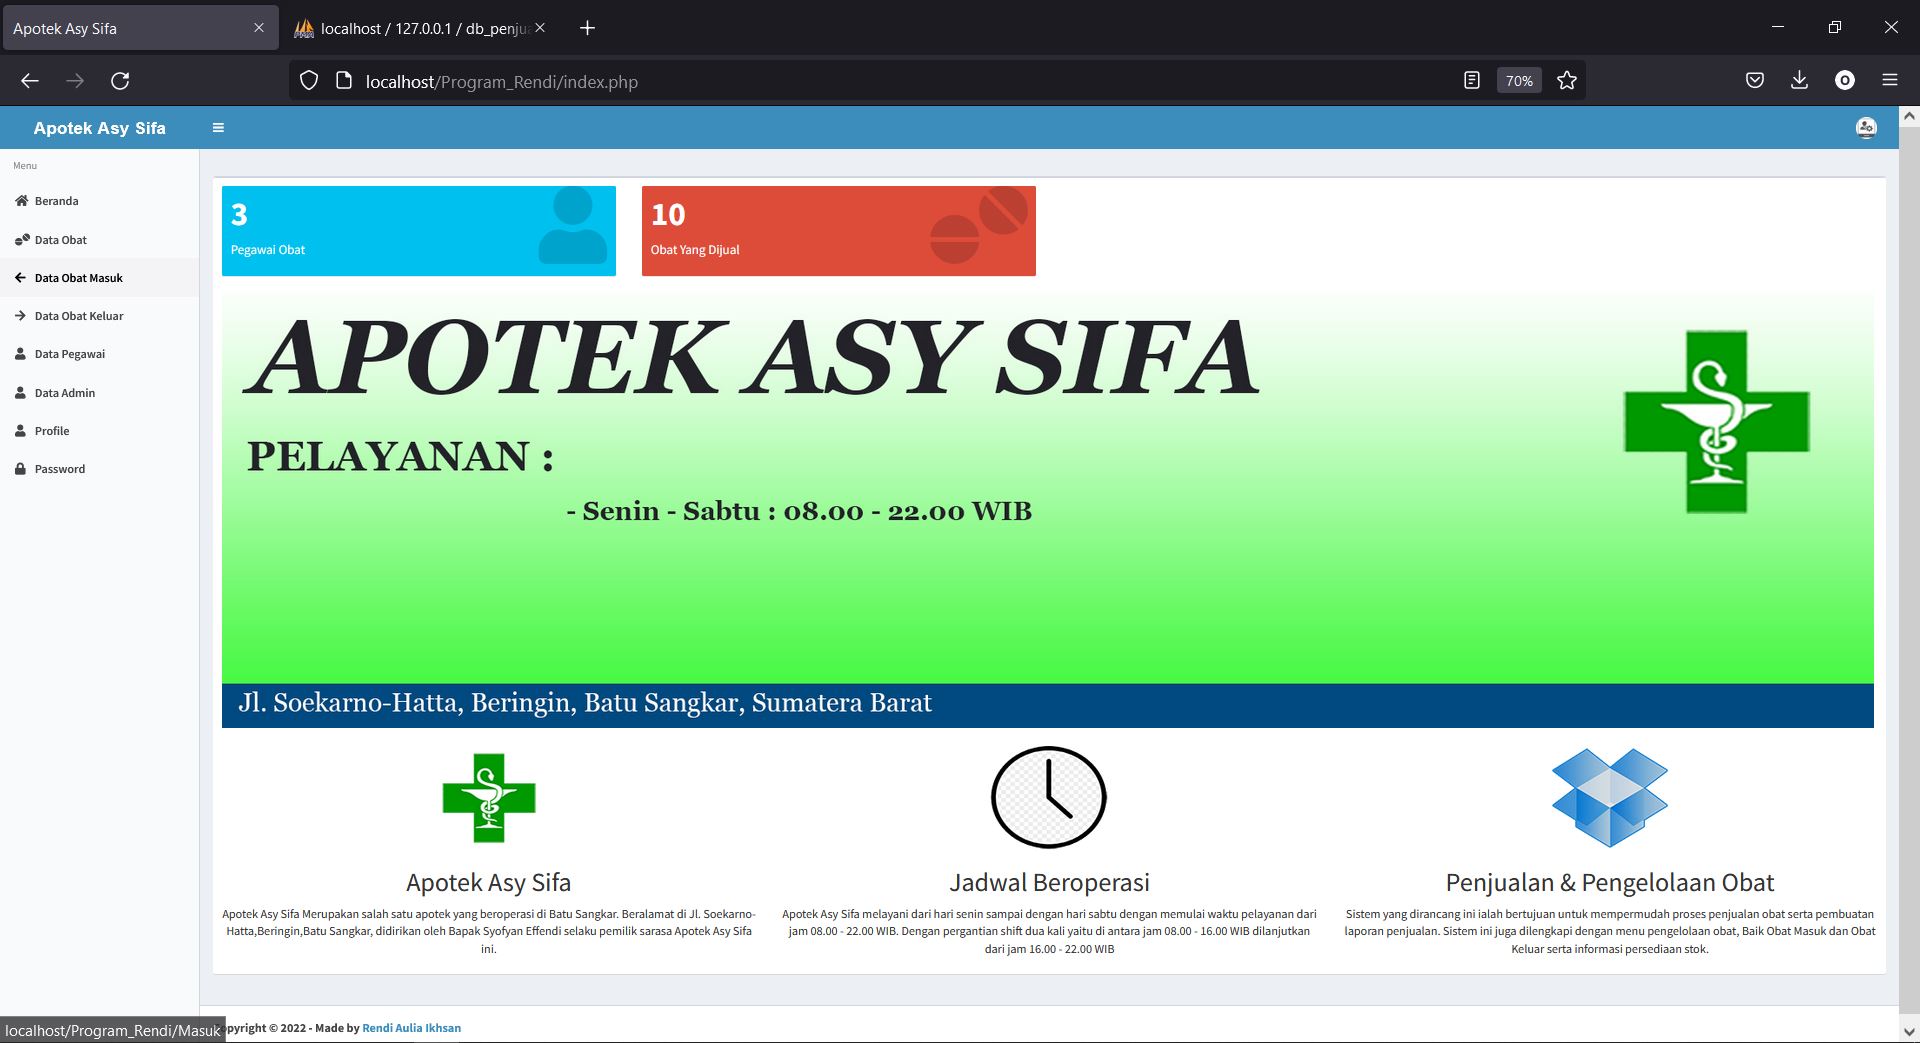 Apotek Asy Sifa
localhost / 127.0.0.1 / db_penju
localhost/Program_Rendi/index.php
70%
Apotek Asy Sifa
Menu
Beranda
Data Obat
Data Obat Masuk
Data Obat Keluar
Data Pegawai
Data Admin
Profile
Password
3
Pegawai Obat
10
Obat Yang Dijual
APOTEK ASY SIFA
PELAYANAN :
- Senin - Sabtu : 08.00 - 22.00 WIB
Jl. Soekarno-Hatta, Beringin, Batu Sangkar, Sumatera Barat
Apotek Asy Sifa
Apotek Asy Sifa Merupakan salah satu apotek yang beroperasi di Batu Sangkar. Beralamat di Jl. Soekarno-
Hatta,Beringin,Batu Sangkar, didirikan oleh Bapak Syofyan Effendi selaku pemilik sarasa Apotek Asy Sifa
ini.
Jadwal Beroperasi
Apotek Asy Sifa melayani dari hari senin sampai dengan hari sabtu dengan memulai waktu pelayanan dari
jam 08.00 - 22.00 WIB. Dengan pergantian shift dua kali yaitu di antara jam 08.00 - 16.00 WIB dilanjutkan
dari jam 16.00 - 22.00 WIB
Penjualan & Pengelolaan Obat
Sistem yang dirancang ini ialah bertujuan untuk mempermudah proses penjualan obat serta pembuatan
laporan penjualan. Sistem ini juga dilengkapi dengan menu pengelolaan obat, Baik Obat Masuk dan Obat
Keluar serta informasi persediaan stok.
opyright © 2022 - Made by Rendi Aulia Ikhsan
localhost/Program_Rendi/Masuk